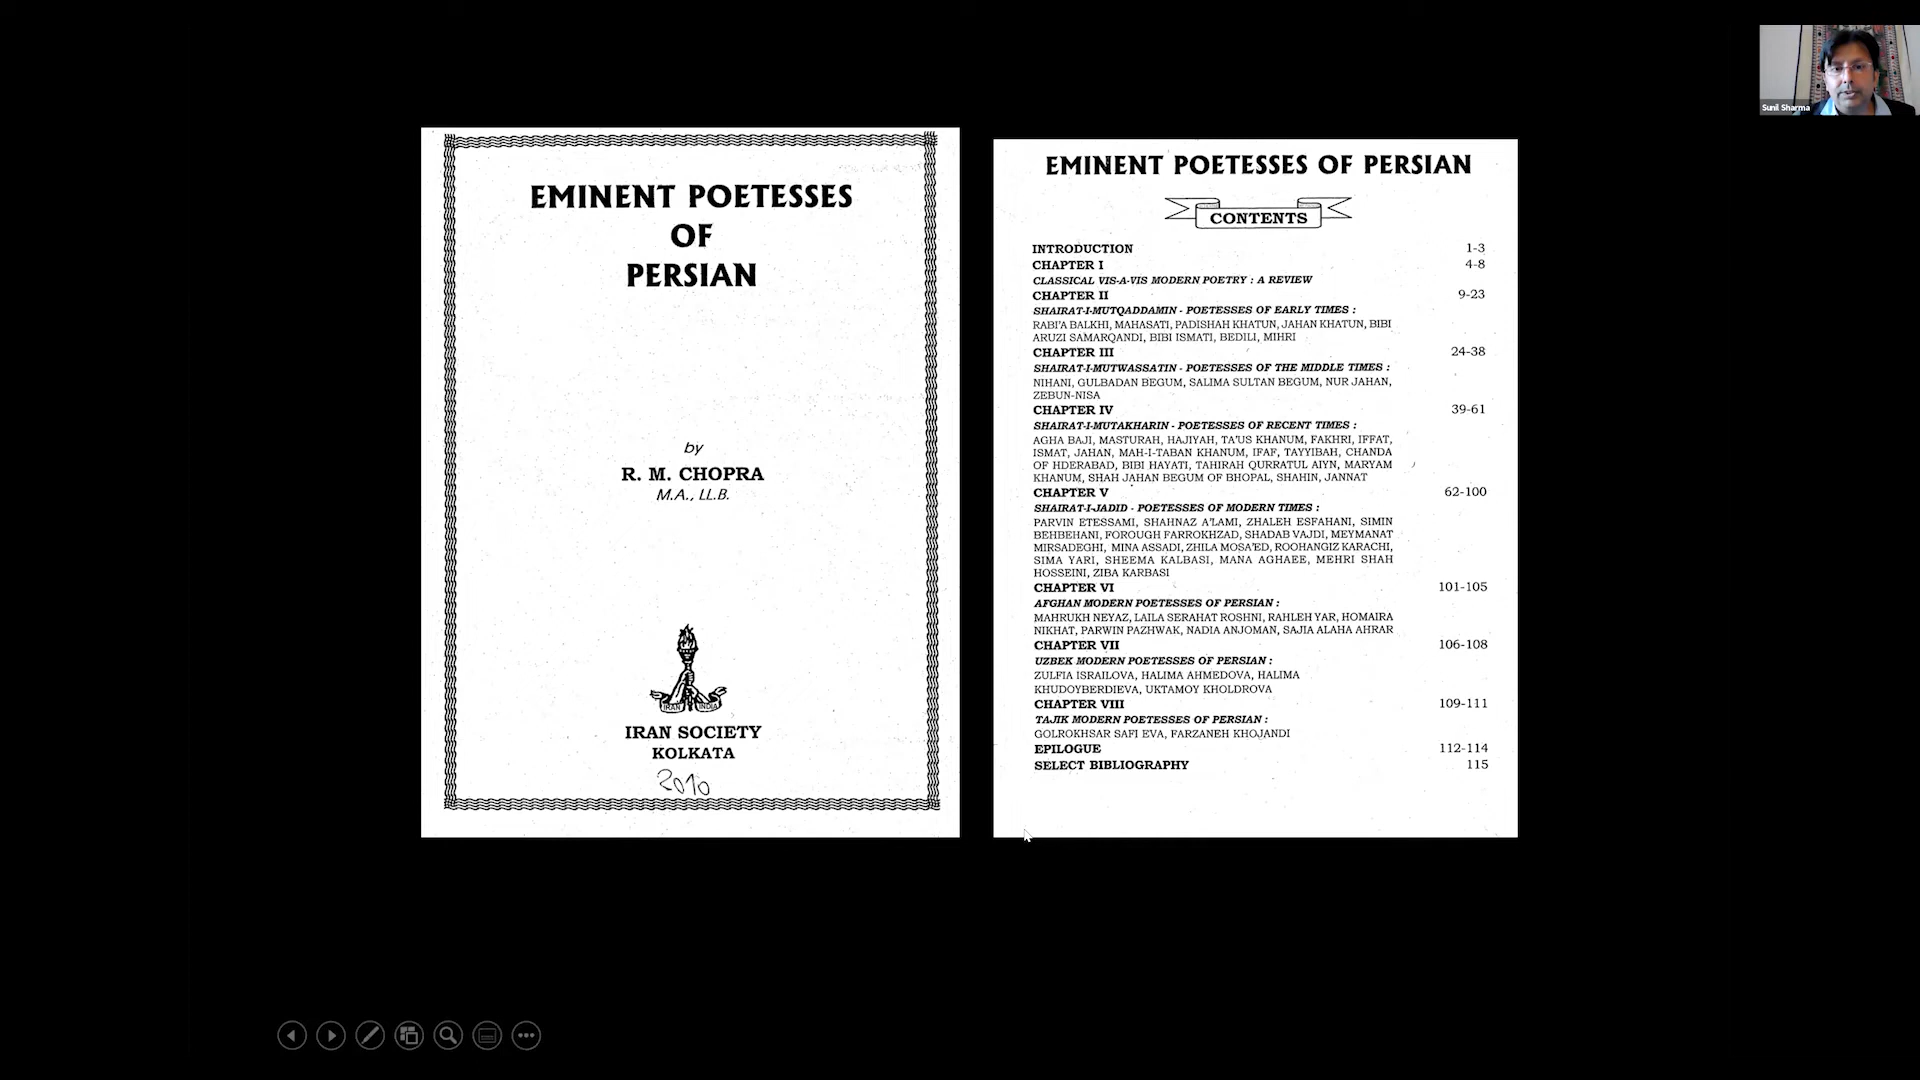 Sunil Sharma
EMINENT POETESSES
OF
PERSIAN
by
R. M. CHOPRA
M.A., LL.B.
IRAN INDIA
IRAN SOCIETY
KOLKATA
2010
EMINENT POETESSES OF PERSIAN
CONTENTS
INTRODUCTION 1-3
CHAPTER I 4-8
CLASSICAL VIS-A-VIS MODERN POETRY : A REVIEW
CHAPTER II 9-23
SHAIRAT-I-MUTQADDAMIN - POETESSES OF EARLY TIMES :
RABI'A BALKHI, MAHASATI, PADISHAH KHATUN, JAHAN KHATUN, BIBI
ARUZI SAMARQANDI, BIBI ISMATI, BEDILI, MIHRI
CHAPTER III 24-38
SHAIRAT-I-MUTWASSATIN - POETESSES OF THE MIDDLE TIMES :
NIHANI, GULBADAN BEGUM, SALIMA SULTAN BEGUM, NUR JAHAN,
ZEBUN-NISA
CHAPTER IV 39-61
SHAIRAT-I-MUTAKHARIN - POETESSES OF RECENT TIMES :
AGHA BAJI, MASTURAH, HAJIYAH, TA'US KHANUM, FAKHRI, IFFAT,
ISMAT, JAHAN, MAH-I-TABAN KHANUM, IFAF, TAYYIBAH, CHANDA
OF HDERABAD, BIBI HAYATI, TAHIRAH QURRATUL AIYN, MARYAM
KHANUM, SHAH JAHAN BEGUM OF BHOPAL, SHAHIN, JANNAT
CHAPTER V 62-100
SHAIRAT-I-JADID - POETESSES OF MODERN TIMES :
PARVIN ETESSAMI, SHAHNAZ A'LAMI, ZHALEH ESFAHANI, SIMIN
BEHBEHANI, FOROUGH FARROKHZAD, SHADAB VAJDI, MEYMANAT
MIRSADEGHI, MINA ASSADI, ZHILA MOSA'ED, ROOHANGIZ KARACHI,
SIMA YARI, SHEEMA KALBASI, MANA AGHAEE, MEHRI SHAH
HOSSEINI, ZIBA KARBASI
CHAPTER VI 101-105
AFGHAN MODERN POETESSES OF PERSIAN :
MAHRUKH NEYAZ, LAILA SERAHAT ROSHNI, RAHLEH YAR, HOMAIRA
NIKHAT, PARWIN PAZHWAK, NADIA ANJOMAN, SAJIA ALAHA AHRAR
CHAPTER VII 106-108
UZBEK MODERN POETESSES OF PERSIAN :
ZULFIA ISRAILOVA, HALIMA AHMEDOVA, HALIMA
KHUDOYBERDIEVA, UKTAMOY KHOLDROVA
CHAPTER VIII 109-111
TAJIK MODERN POETESSES OF PERSIAN :
GOLROKHSAR SAFI EVA, FARZANEH KHOJANDI
EPILOGUE 112-114
SELECT BIBLIOGRAPHY 115